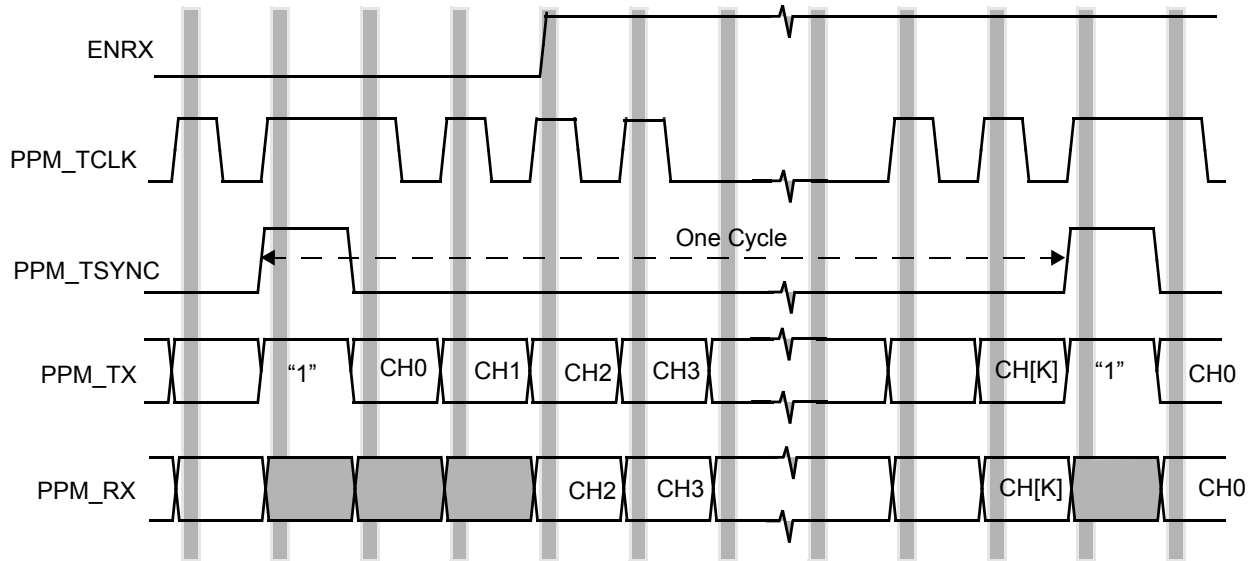 ENRX
PPM_TCLK
One Cycle
PPM_TSYNC
PPM_TX “1” CH0 CH1 CH2 CH3 CH[K] “1” CH0
PPM_RX CH2 CH3 CH[K] CH0